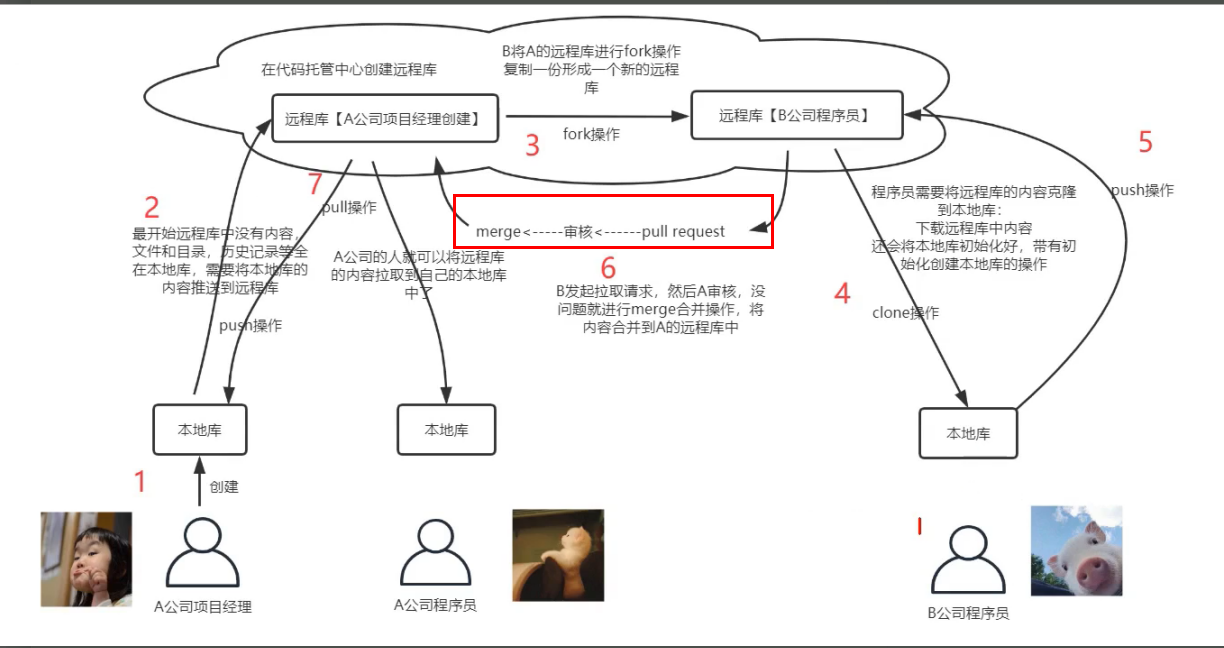 B将A的远程库进行fork操作
复制一份形成一个新的远程
库
在代码托管中心创建远程库
远程库【A公司项目经理创建】
远程库【B公司程序员】
fork操作
3
5
7
pull操作
push操作
2
最开始远程库中没有内容，
文件和目录，历史记录等全
在本地库，需要将本地库的
内容推送到远程库
push操作
A公司的人就可以将远程库
的内容拉取到自己的本地库
中了
merge<-----审核<------pull request
6
B发起拉取请求，然后A审核，没
问题就进行merge合并操作，将
内容合并到A的远程库中
程序员需要将远程库的内容克隆
到本地库：
下载远程库中内容
还会将本地库初始化好，带有初
始化创建本地库的操作
4
clone操作
本地库
本地库
本地库
1
创建
A公司项目经理
A公司程序员
B公司程序员